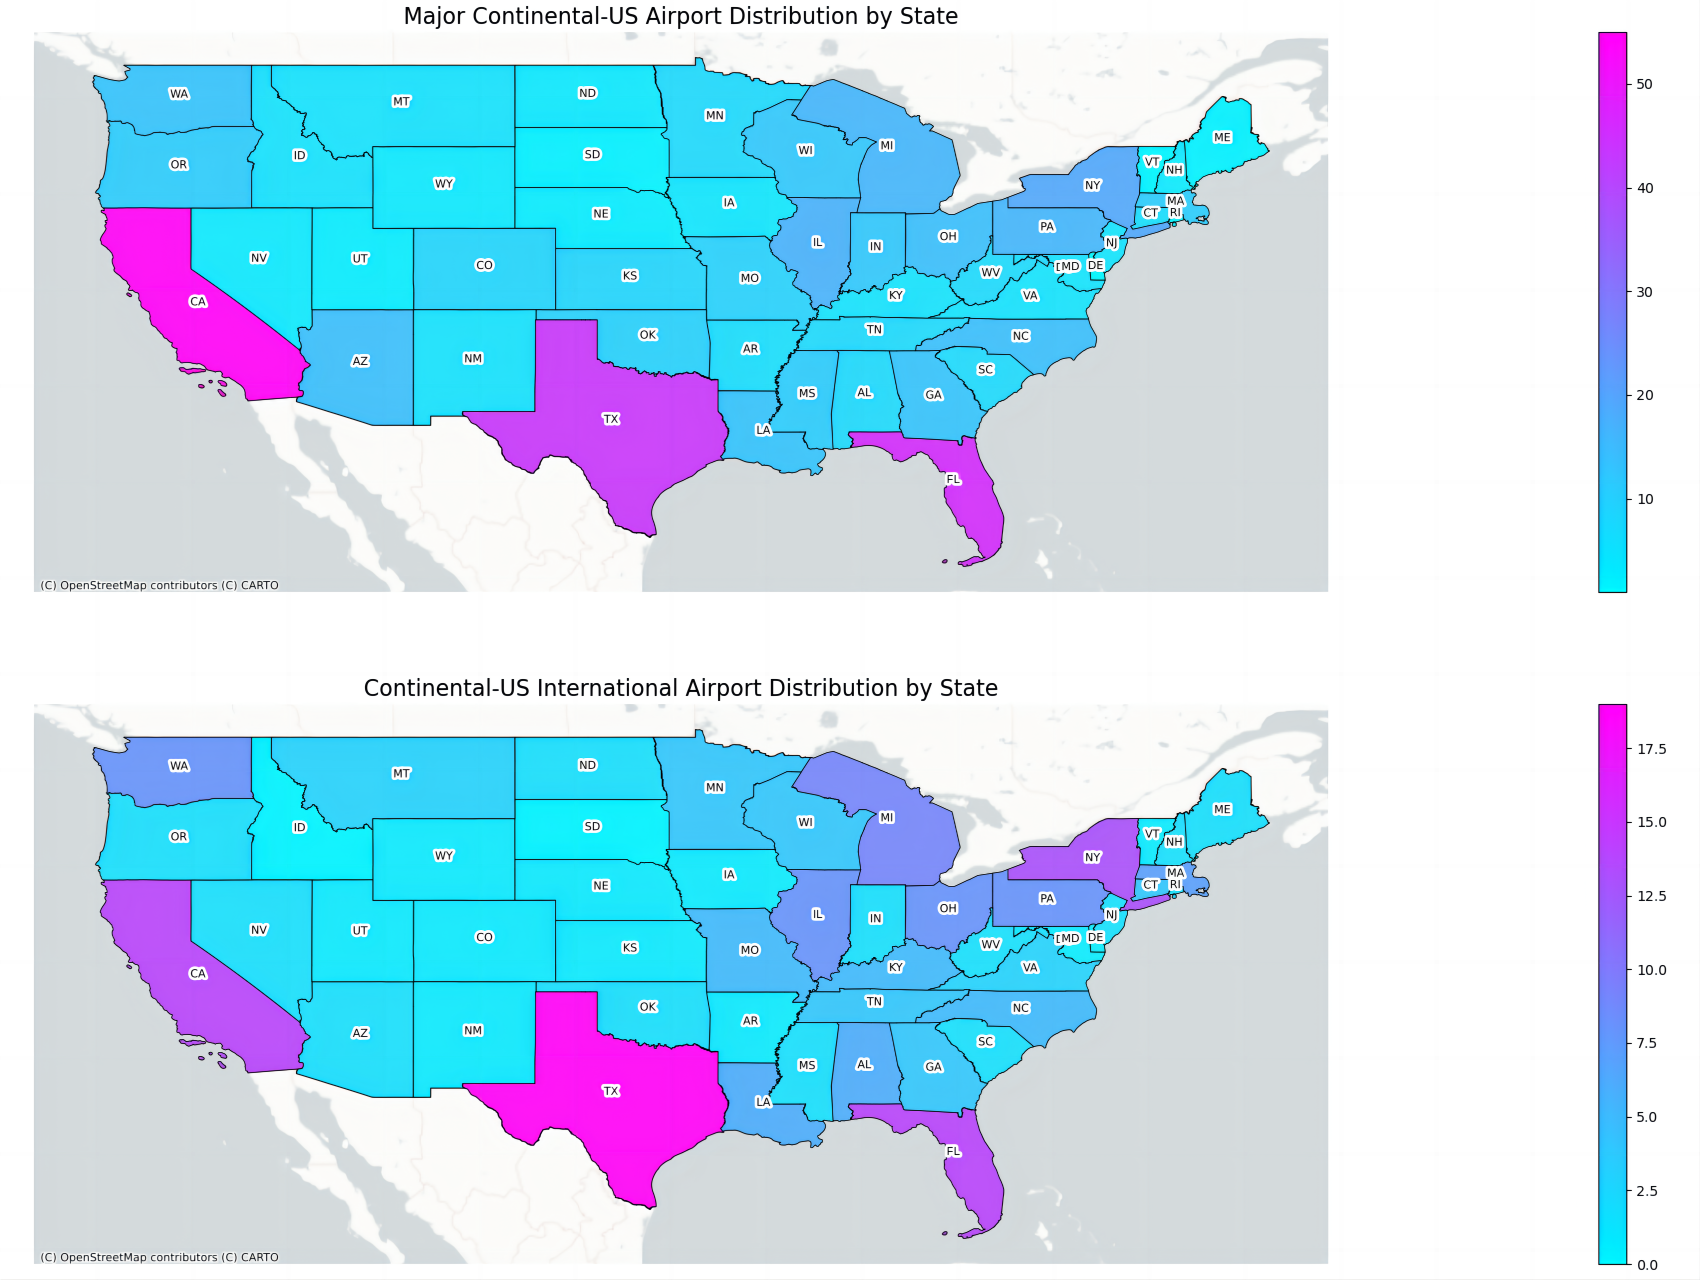 Major Continental-US Airport Distribution by State
WA
MT
ND
MN
OR
ID
SD
WI
MI
ME
VT
NH
WY
NY
MA
NE
IA
CT
RI
NV
UT
CO
KS
MO
IL
IN
OH
PA
NJ
WV
[MD
DE
CA
KY
VA
AZ
NM
OK
AR
TN
NC
SC
TX
LA
MS
AL
GA
FL
(C) OpenStreetMap contributors (C) CARTO
50
40
30
20
10
Continental-US International Airport Distribution by State
WA
MT
ND
MN
OR
ID
SD
WI
MI
ME
VT
NH
WY
NY
MA
NE
IA
CT
RI
NV
UT
CO
KS
MO
IL
IN
OH
PA
NJ
WV
[MD
DE
CA
KY
VA
AZ
NM
OK
AR
TN
NC
SC
TX
LA
MS
AL
GA
FL
(C) OpenStreetMap contributors (C) CARTO
17.5
15.0
12.5
10.0
7.5
5.0
2.5
0.0